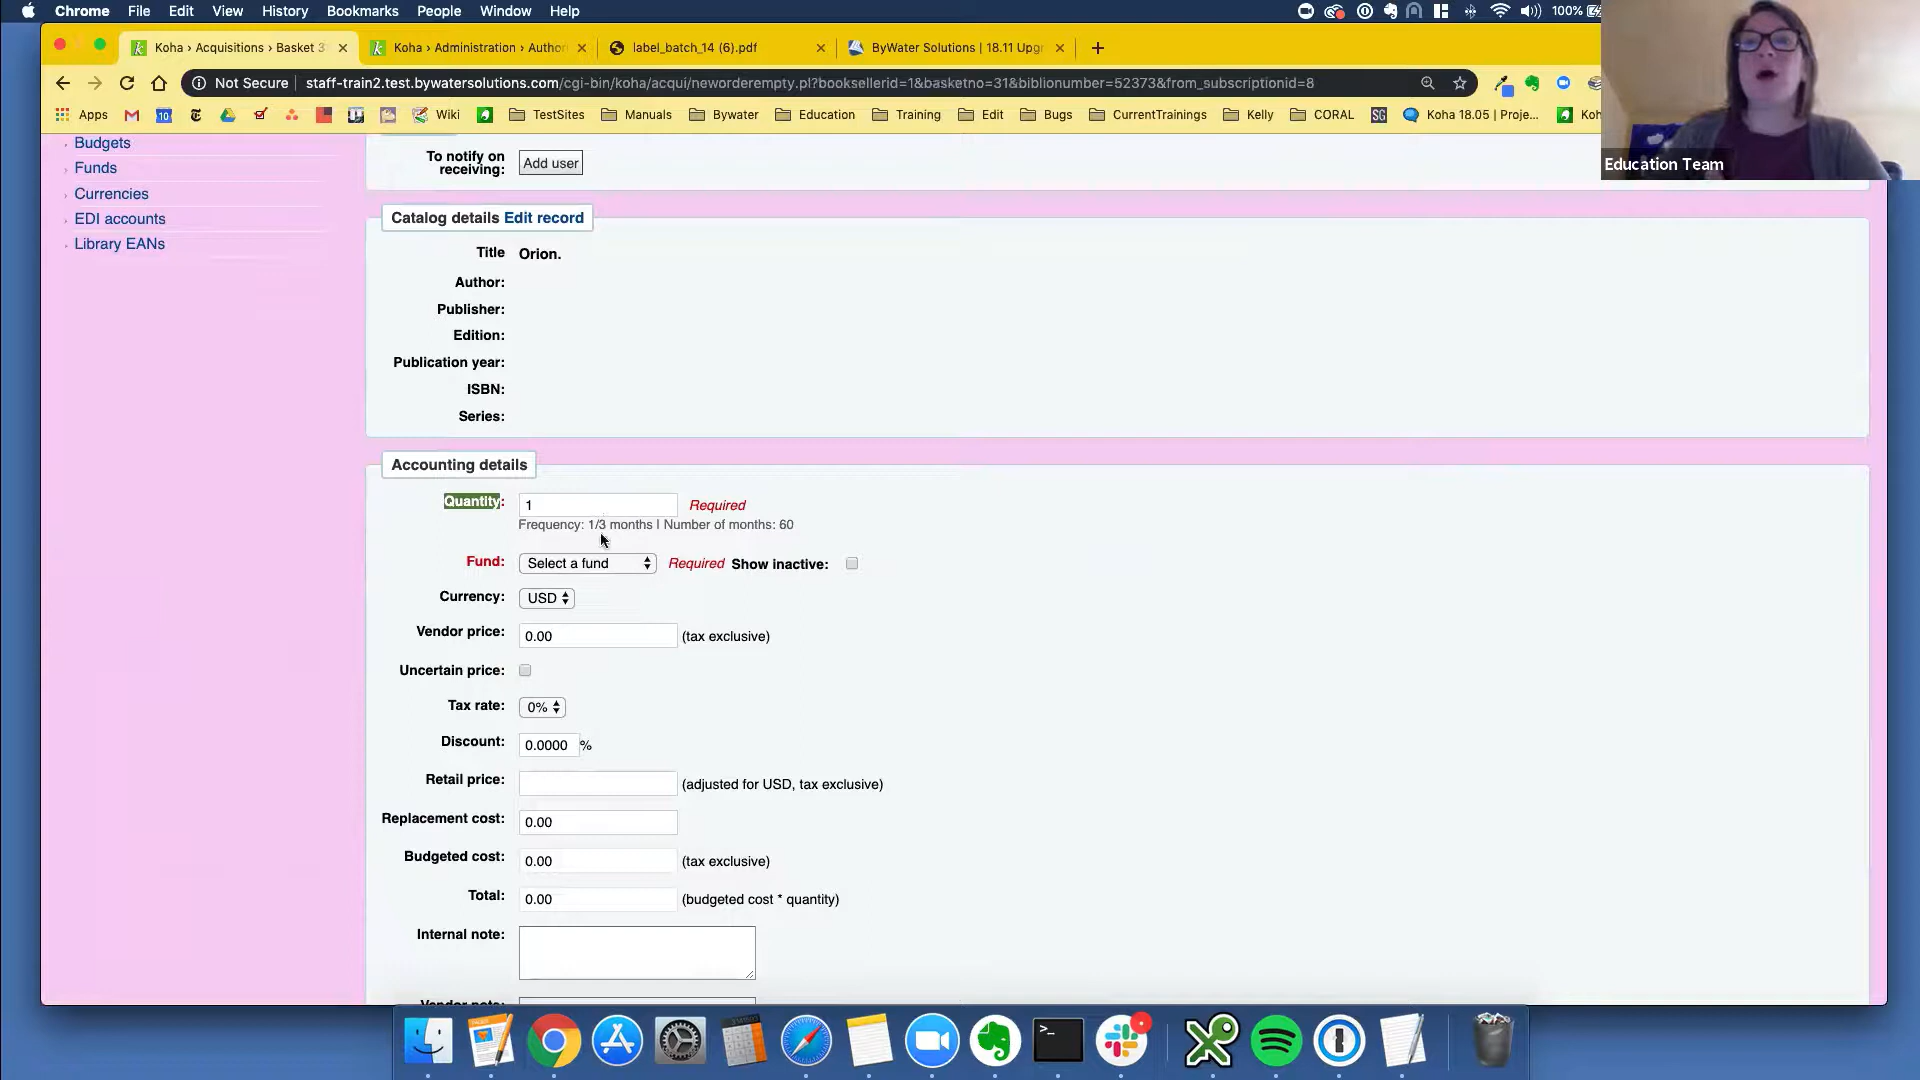 Chrome File Edit View History Bookmarks People Window Help 100%
Koha › Acquisitions › Basket 3
Koha › Administration › Author
label_batch_14 (6).pdf
ByWater Solutions | 18.11 Upg
Not Secure staff-train2.test.bywatersolutions.com/cgi-bin/koha/acqui/neworderempty.pl?booksellerid=1&basketno=31&biblionumber=52373&from_subscriptionid=8
Apps 10 Wiki TestSites Manuals Bywater Education Training Edit Bugs CurrentTrainings Kelly CORAL SG Koha 18.05 | Proje... Koh
Education Team
Budgets
Funds
Currencies
EDI accounts
Library EANs
To notify on
receiving: Add user
Catalog details Edit record
Title Orion.
Author:
Publisher:
Edition:
Publication year:
ISBN:
Series:
Accounting details
Quantity: 1 Required
Frequency: 1/3 months | Number of months: 60
Fund: Select a fund Required Show inactive:
Currency: USD
Vendor price: 0.00 (tax exclusive)
Uncertain price:
Tax rate: 0%
Discount: 0.0000 %
Retail price: (adjusted for USD, tax exclusive)
Replacement cost: 0.00
Budgeted cost: 0.00 (tax exclusive)
Total: 0.00 (budgeted cost * quantity)
Internal note:
Vendor note: